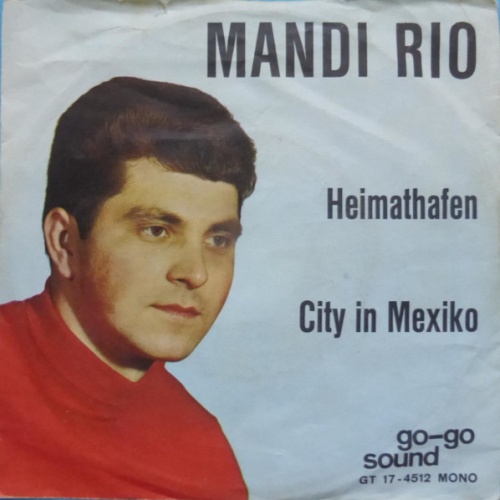 MANDI RIO
Heimathafen
City in Mexiko
go-go
sound
GT 17-4512 MONO